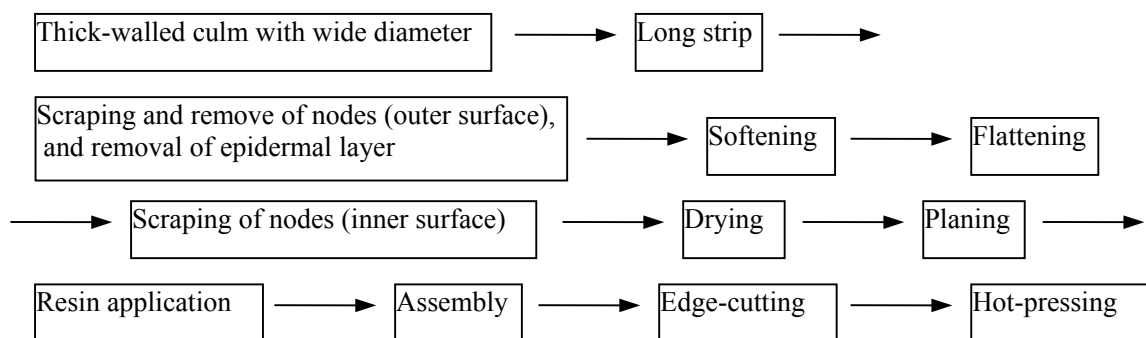 Thick-walled culm with wide diameter
Long strip
Scraping and remove of nodes (outer surface),
and removal of epidermal layer
Softening
Flattening
Scraping of nodes (inner surface)
Drying
Planing
Resin application
Assembly
Edge-cutting
Hot-pressing